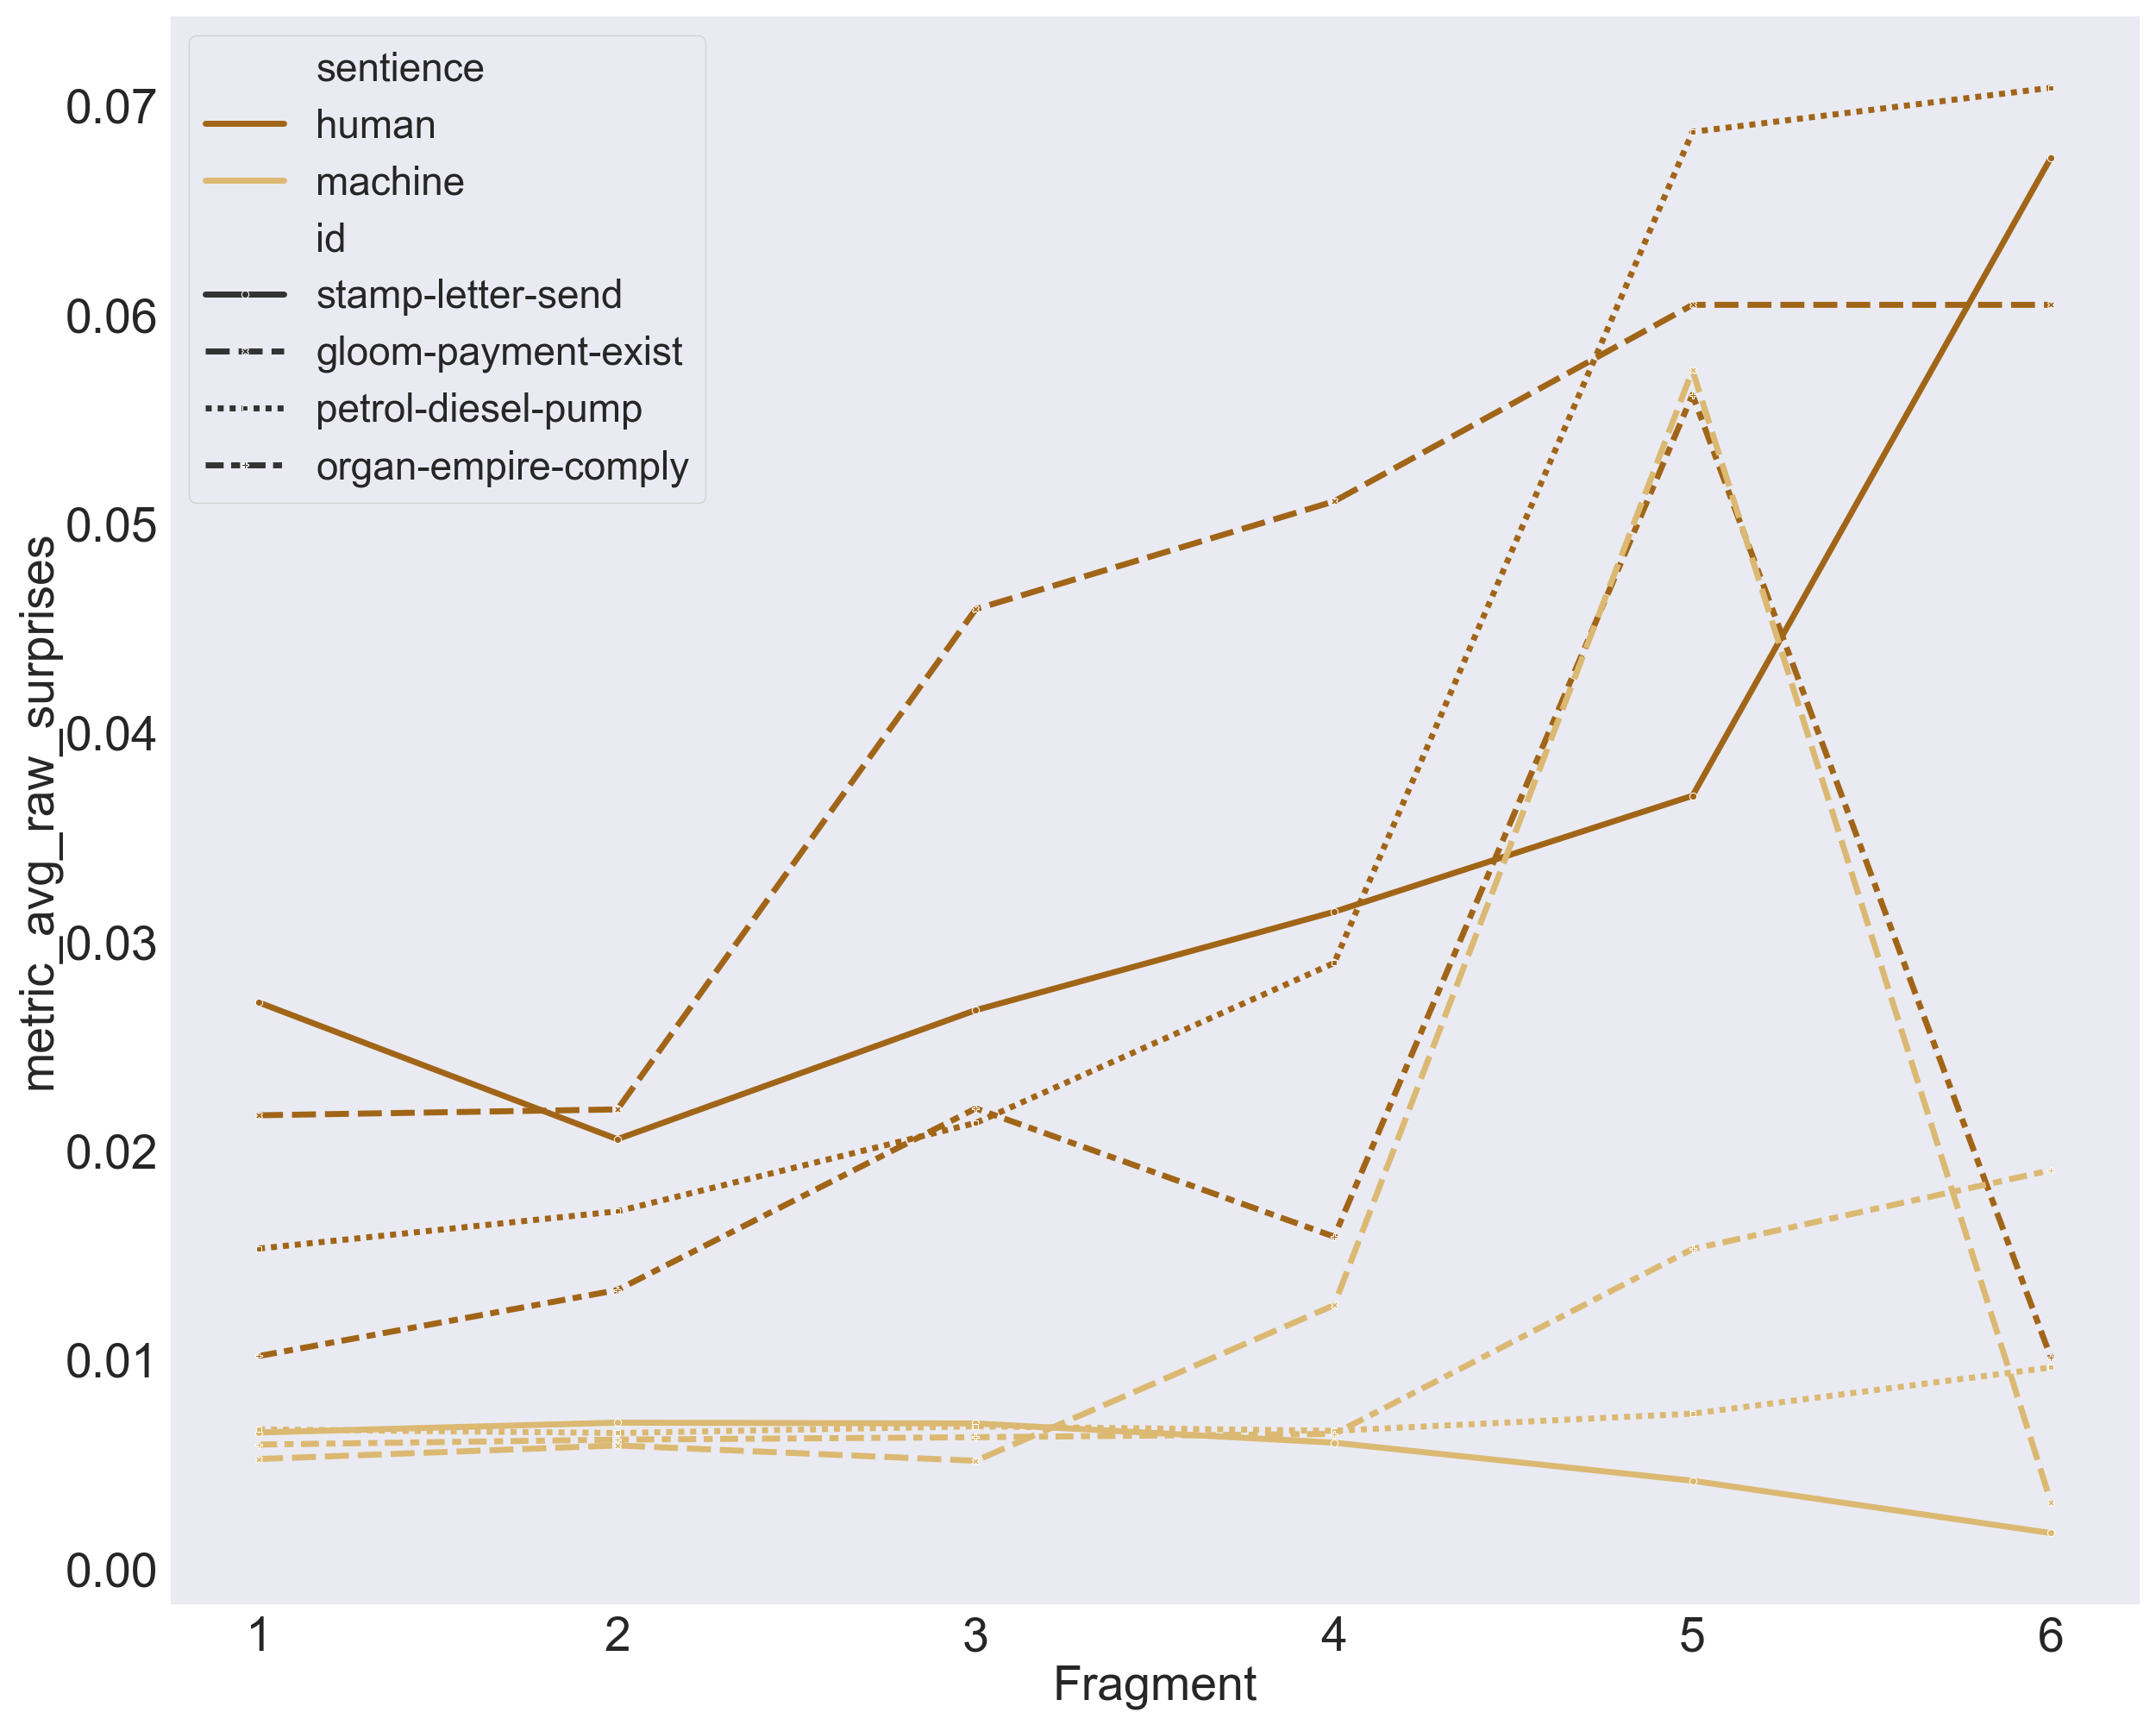 sentience
human
machine
id
stamp-letter-send
gloom-payment-exist
petrol-diesel-pump
organ-empire-comply
metric_avg_raw_surprises
0.07
0.06
0.05
0.04
0.03
0.02
0.01
0.00
1 2 3 4 5 6
Fragment